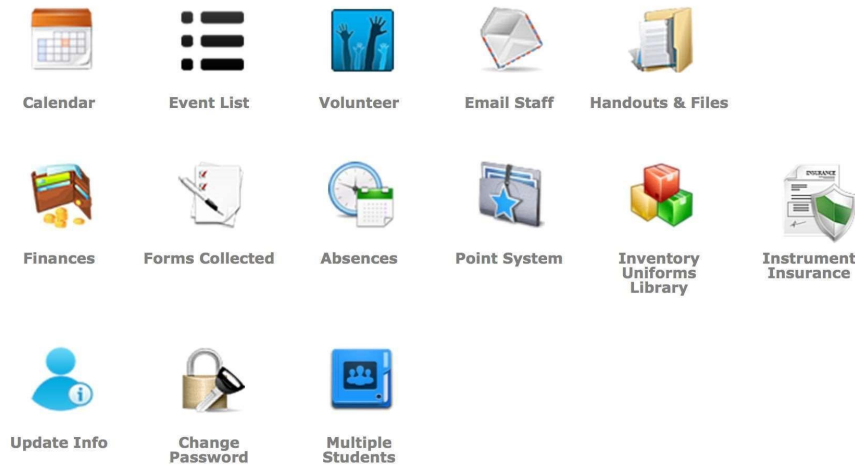 Calendar
Event List
Volunteer
Email Staff
Handouts & Files
INSURANCE
Finances
Forms Collected
Absences
Point System
Inventory
Uniforms
Library
Instrument
Insurance
Update Info
Change
Password
Multiple
Students